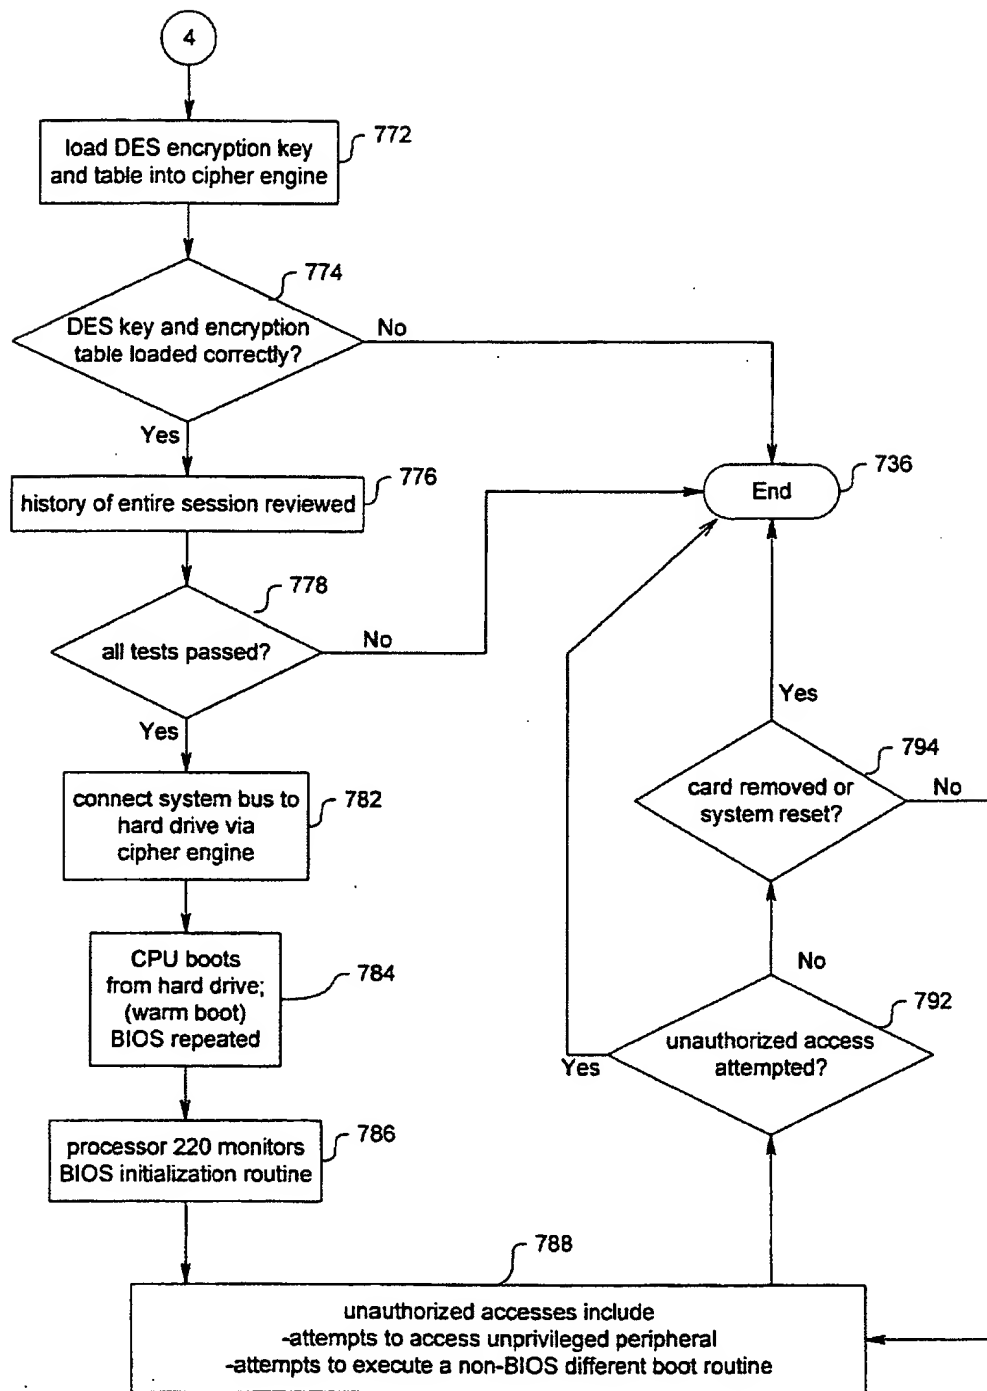 4
load DES encryption key
and table into cipher engine
772
774
DES key and encryption
table loaded correctly?
No
Yes
history of entire session reviewed
776
End
736
778
all tests passed?
No
Yes
connect system bus to
hard drive via
cipher engine
782
CPU boots
from hard drive;
(warm boot)
BIOS repeated
784
processor 220 monitors
BIOS initialization routine
786
788
unauthorized accesses include
-attempts to access unprivileged peripheral
-attempts to execute a non-BIOS different boot routine
792
unauthorized access
attempted?
Yes
No
794
card removed or
system reset?
No
Yes